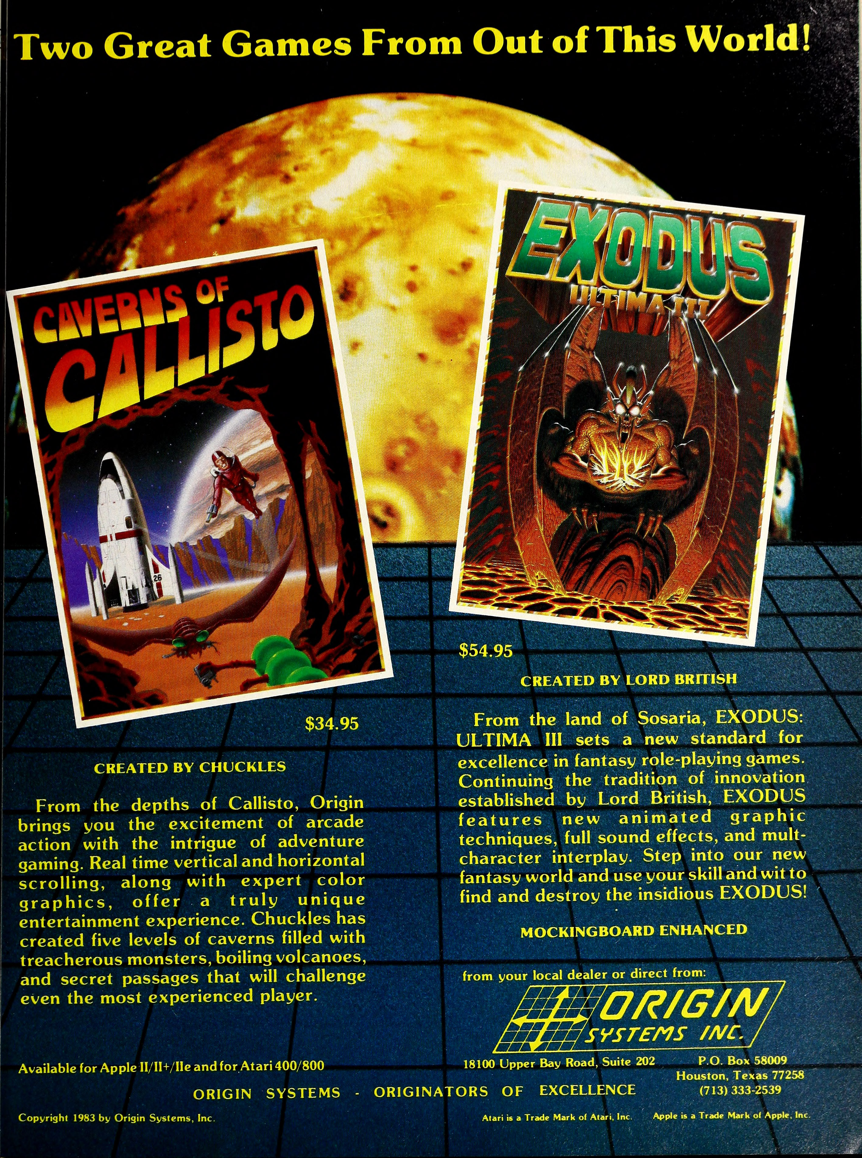 Two Great Games From Out of This World!
CAVERNS OF
CALLISTO
26
$34.95
CREATED BY CHUCKLES
From the depths of Callisto, Origin
brings you the excitement of arcade
action with the intrigue of adventure
gaming. Real time vertical and horizontal
scrolling, along with expert color
graphics, offer a truly unique
entertainment experience. Chuckles has
created five levels of caverns filled with
treacherous monsters, boiling volcanoes,
and secret passages that will challenge
even the most experienced player.
EXODUS
ULTIMA III
$54.95
CREATED BY LORD BRITISH
From the land of Sosaria, EXODUS:
ULTIMA III sets a new standard for
excellence in fantasy role-playing games.
Continuing the tradition of innovation
established by Lord British, EXODUS
features new animated graphic
techniques, full sound effects, and mult-
character interplay. Step into our new
fantasy world and use your skill and wit to
find and destroy the insidious EXODUS!
MOCKINGBOARD ENHANCED
from your local dealer or direct from:
ORIGIN
SYSTEMS INC.
Available for Apple II/II+/IIe and for Atari 400/800
18100 Upper Bay Road, Suite 202
P.O. Box 58009
Houston, Texas 77258
(713) 333-2539
ORIGIN SYSTEMS - ORIGINATORS OF EXCELLENCE
Copyright 1983 by Origin Systems, Inc.
Atari is a Trade Mark of Atari, Inc.
Apple is a Trade Mark of Apple, Inc.